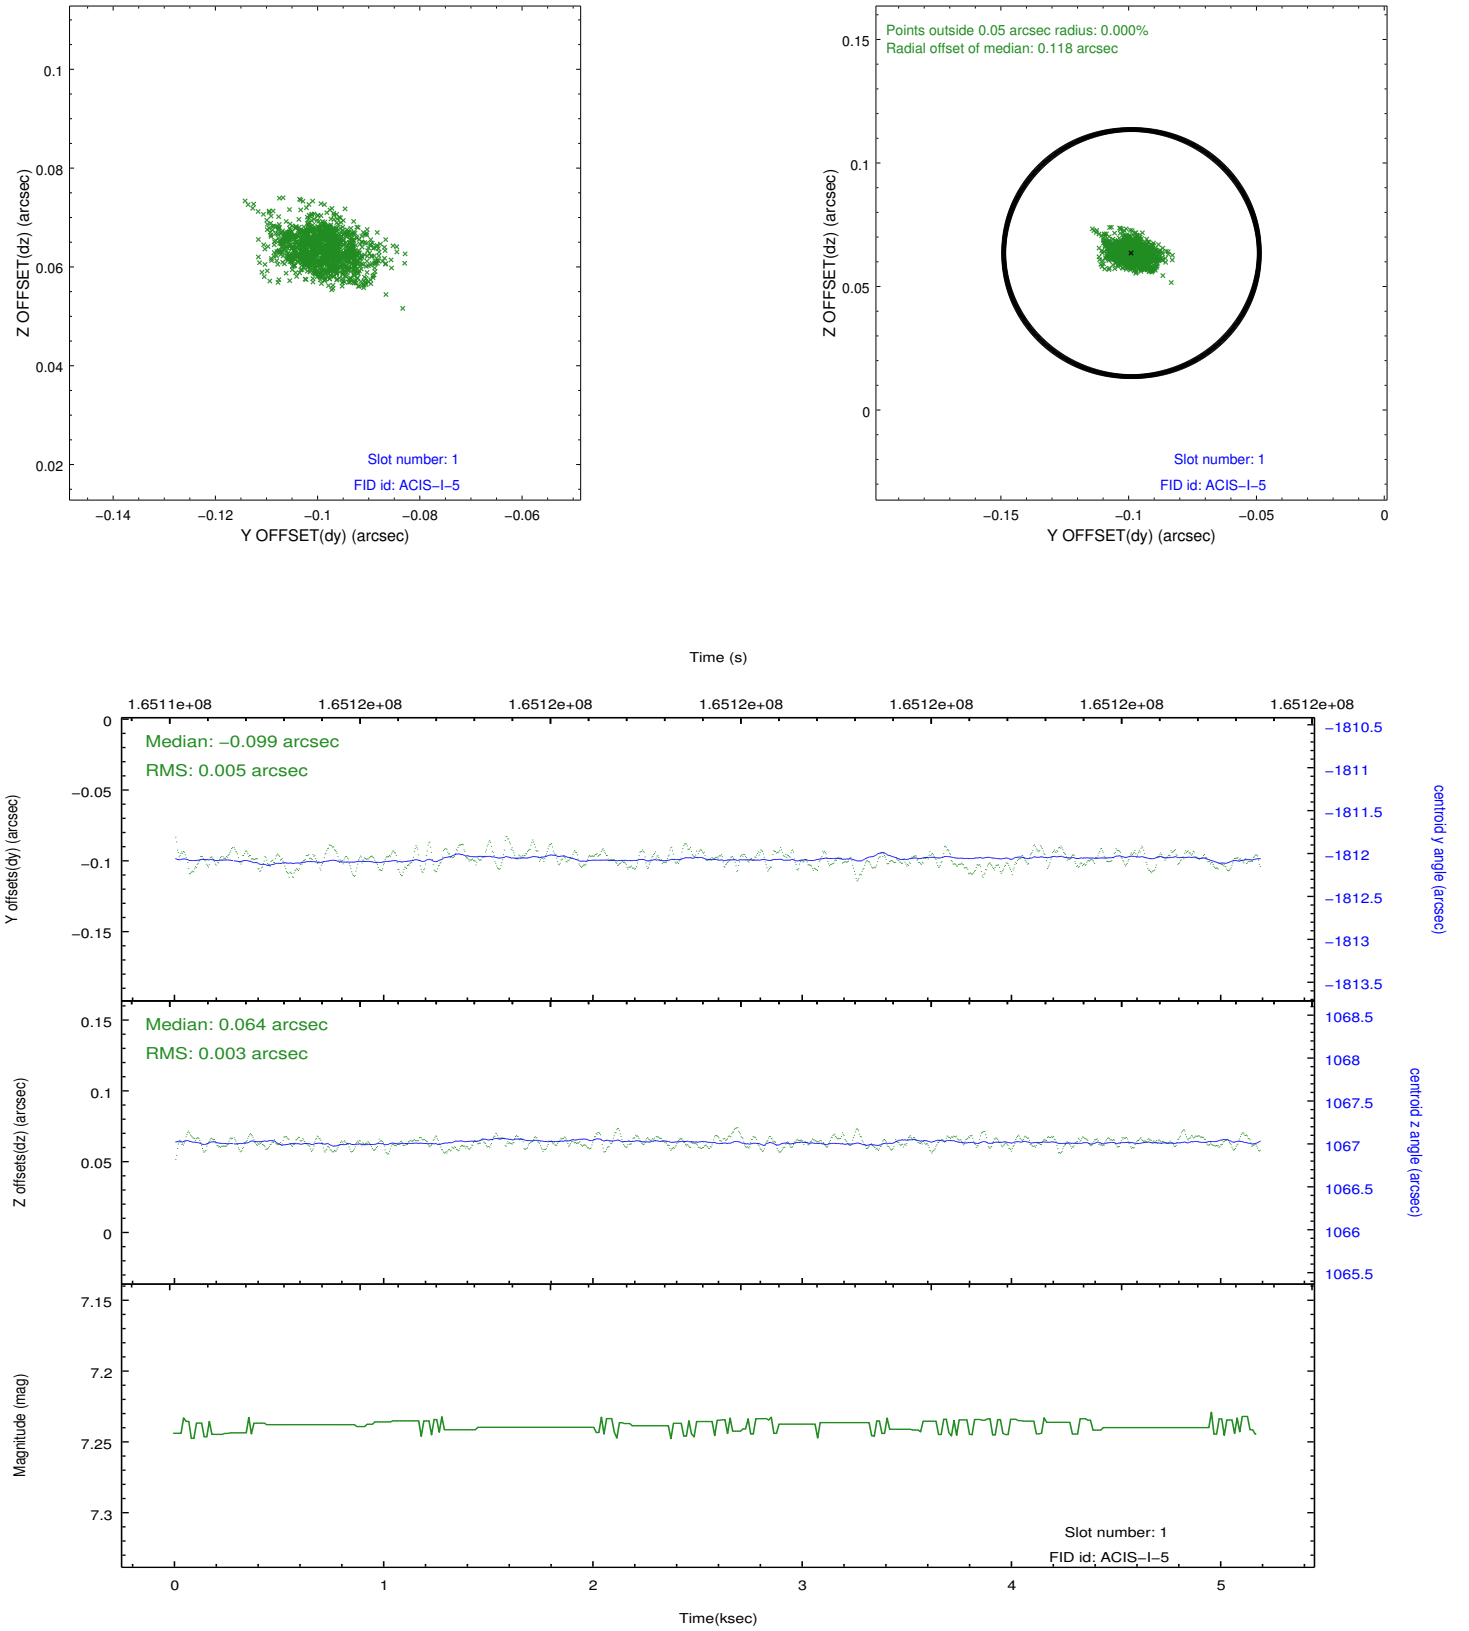 0.1
0.08
0.06
0.04
0.02
Z OFFSET(dz) (arcsec)
Slot number: 1
FID id: ACIS−I−5
−0.14 −0.12 −0.1 −0.08 −0.06
Y OFFSET(dy) (arcsec)
Points outside 0.05 arcsec radius: 0.000%
Radial offset of median: 0.118 arcsec
0.15
0.1
0.05
0
Z OFFSET(dz) (arcsec)
Slot number: 1
FID id: ACIS−I−5
−0.15 −0.1 −0.05 0
Y OFFSET(dy) (arcsec)
Time (s)
1.6511e+08 1.6512e+08 1.6512e+08 1.6512e+08 1.6512e+08 1.6512e+08 1.6512e+08
Median: −0.099 arcsec
RMS: 0.005 arcsec
0
−0.05
−0.1
−0.15
Y offsets(dy) (arcsec)
−1810.5
−1811
−1811.5
−1812
−1812.5
−1813
−1813.5
centroid y angle (arcsec)
Median: 0.064 arcsec
RMS: 0.003 arcsec
0.15
0.1
0.05
0
Z offsets(dz) (arcsec)
1068.5
1068
1067.5
1067
1066.5
1066
1065.5
centroid z angle (arcsec)
7.15
7.2
7.25
7.3
Magnitude (mag)
Slot number: 1
FID id: ACIS−I−5
0 1 2 3 4 5
Time(ksec)